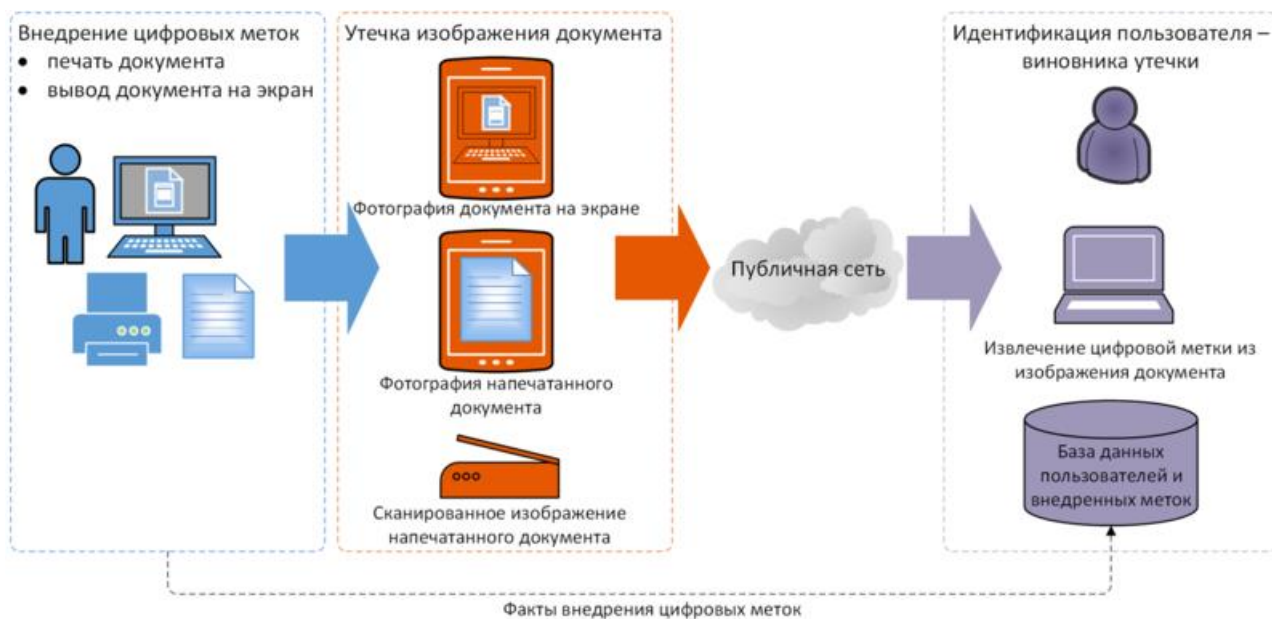 Внедрение цифровых меток
● печать документа
● вывод документа на экран
Утечка изображения документа
Фотография документа на экране
Фотография напечатанного
документа
Сканированное изображение
напечатанного документа
Публичная сеть
Идентификация пользователя –
виновника утечки
Извлечение цифровой метки из
изображения документа
База данных
пользователей и
внедренных меток
Факты внедрения цифровых меток